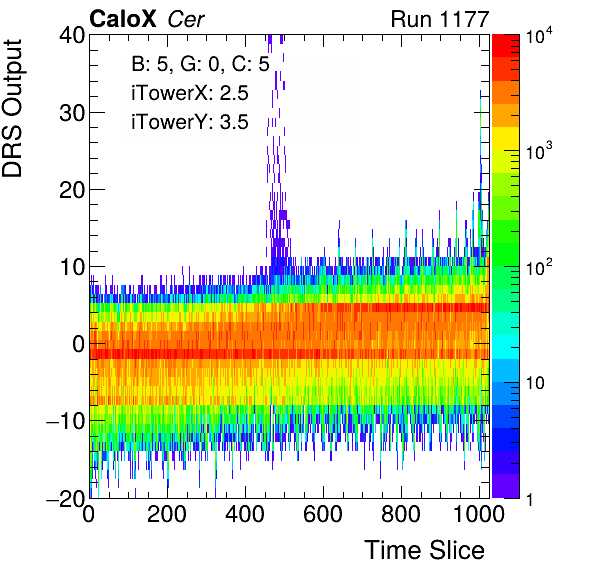 CaloX Cer Run 1177
DRS Output
B: 5, G: 0, C: 5
iTowerX: 2.5
iTowerY: 3.5
40
30
20
10
0
−10
−20
0 200 400 600 800 1000
Time Slice
10^4
10^3
10^2
10
1